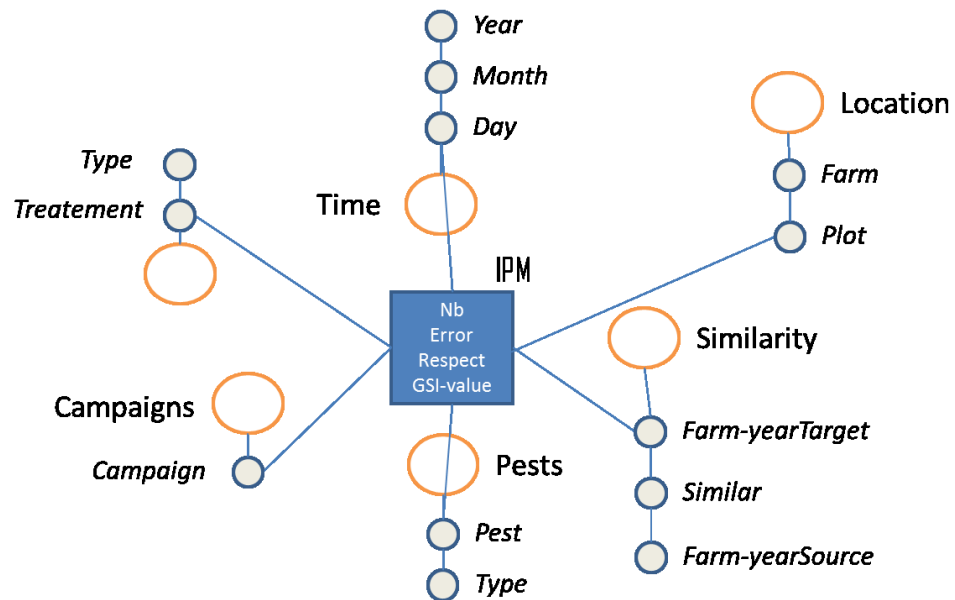 Year
Month
Day
Location
Farm
Plot
Type
Treatement
Time
IPM
Nb
Error
Respect
GSI-value
Similarity
Farm-yearTarget
Similar
Farm-yearSource
Campaigns
Campaign
Pests
Pest
Type